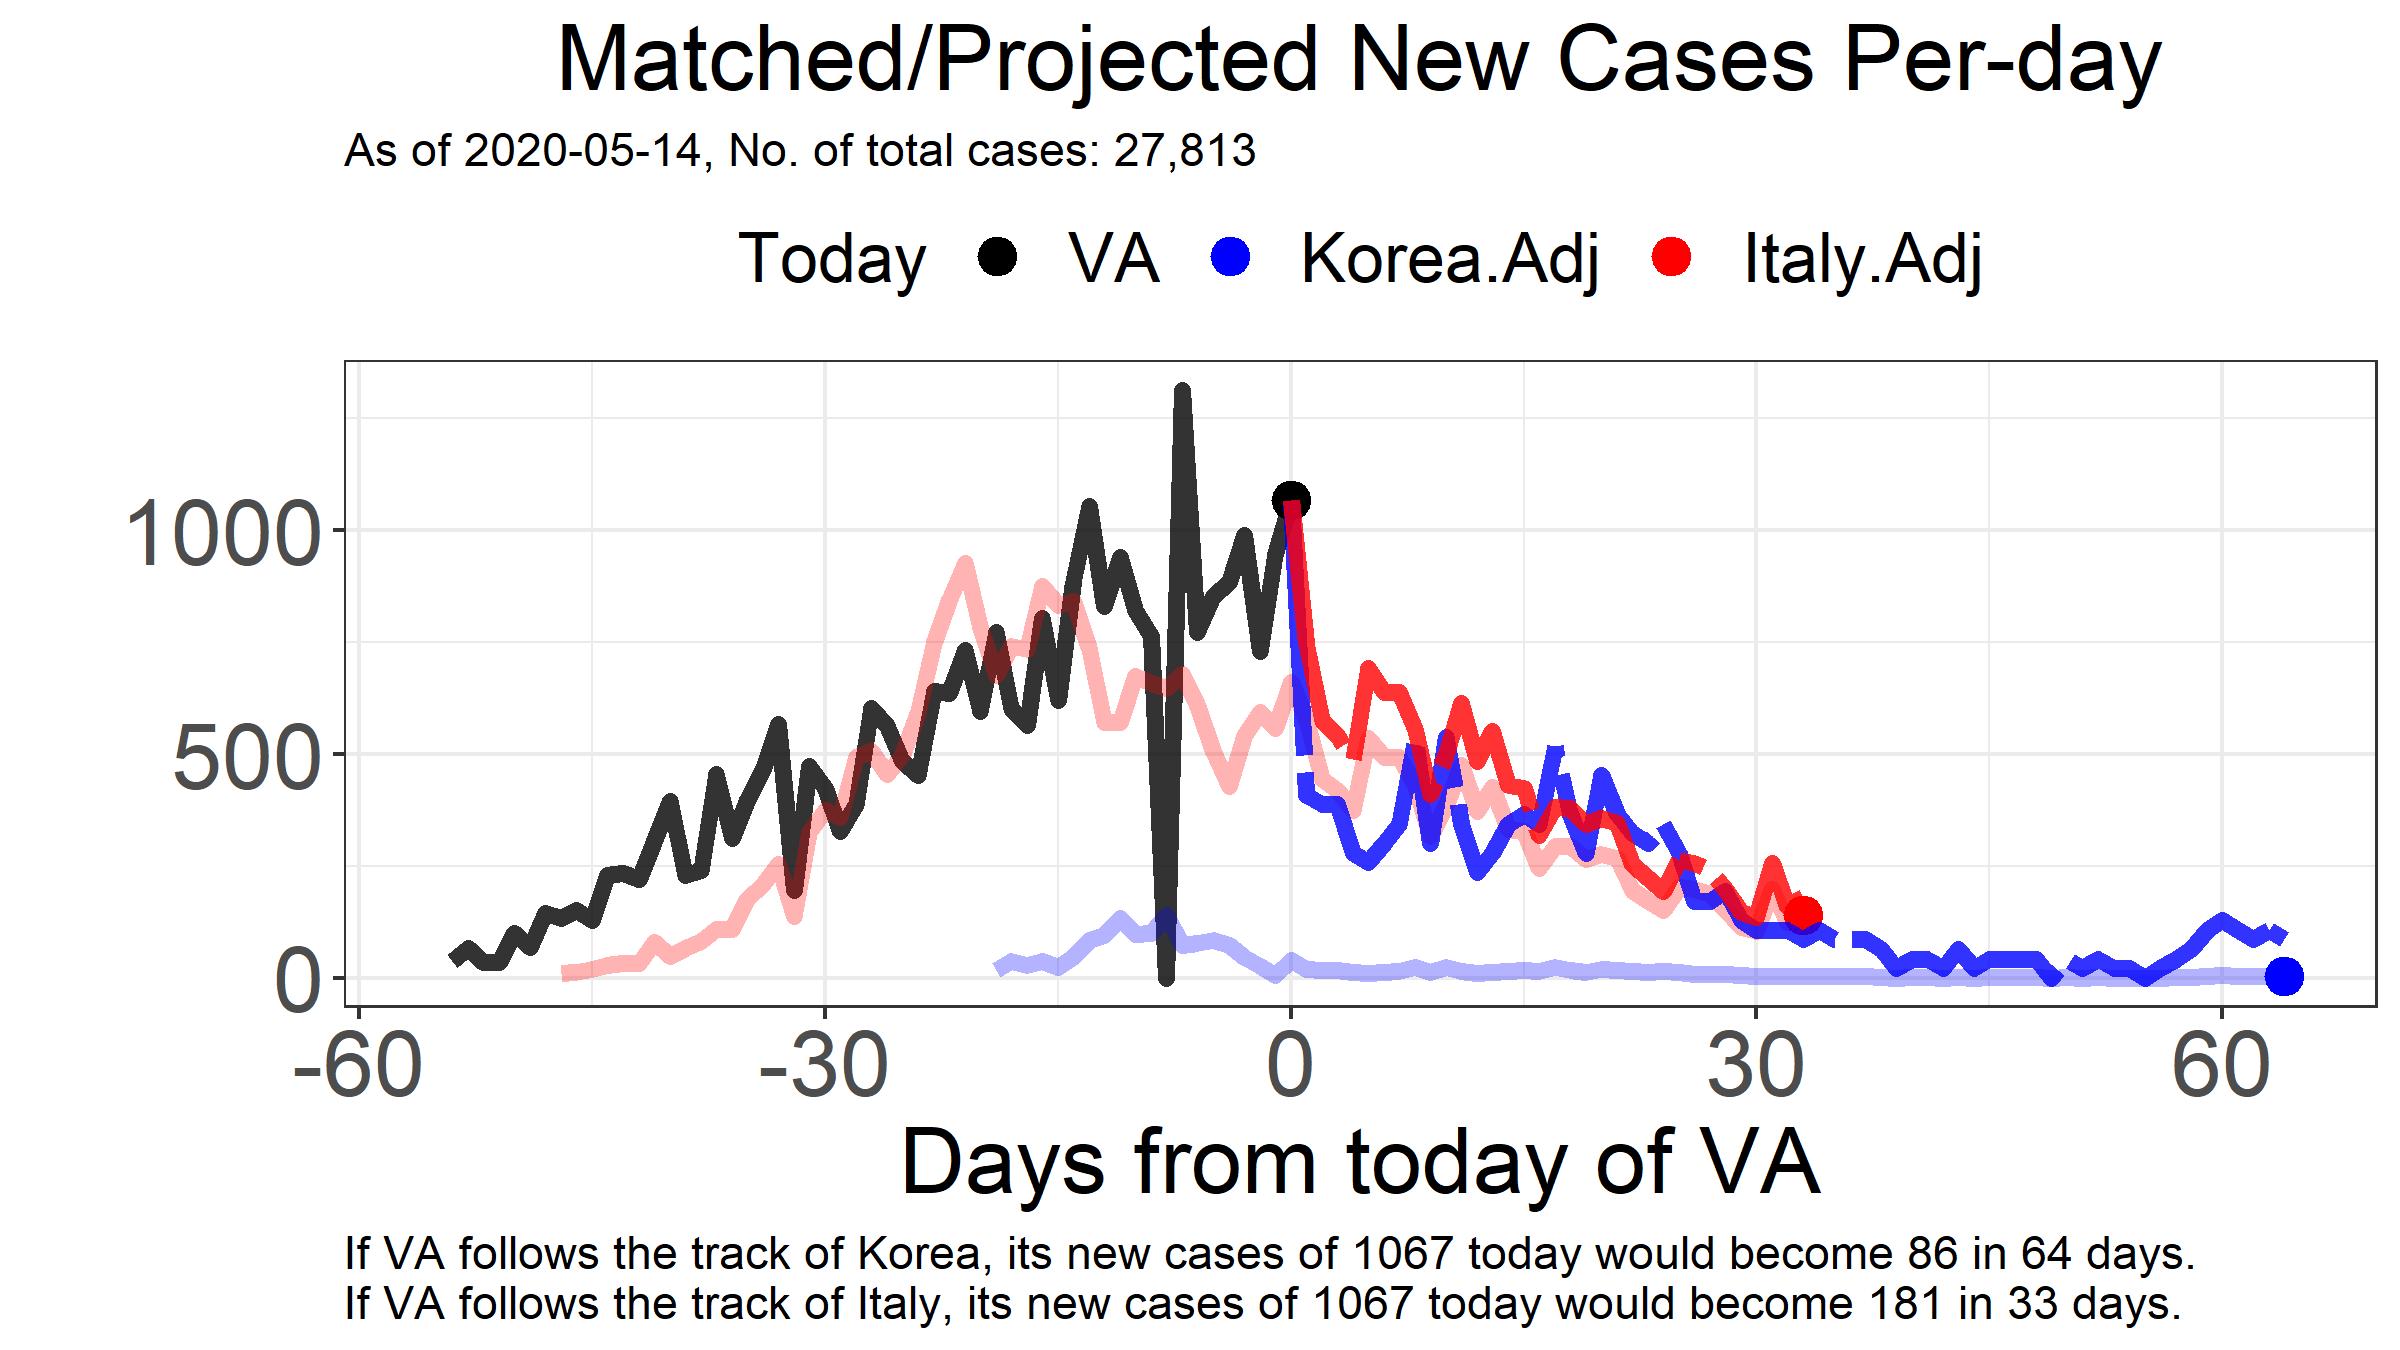 Matched/Projected New Cases Per-day
As of 2020-05-14, No. of total cases: 27,813
Today VA Korea.Adj Italy.Adj
1000
500
0
-60 -30 0 30 60
Days from today of VA
If VA follows the track of Korea, its new cases of 1067 today would become 86 in 64 days.
If VA follows the track of Italy, its new cases of 1067 today would become 181 in 33 days.